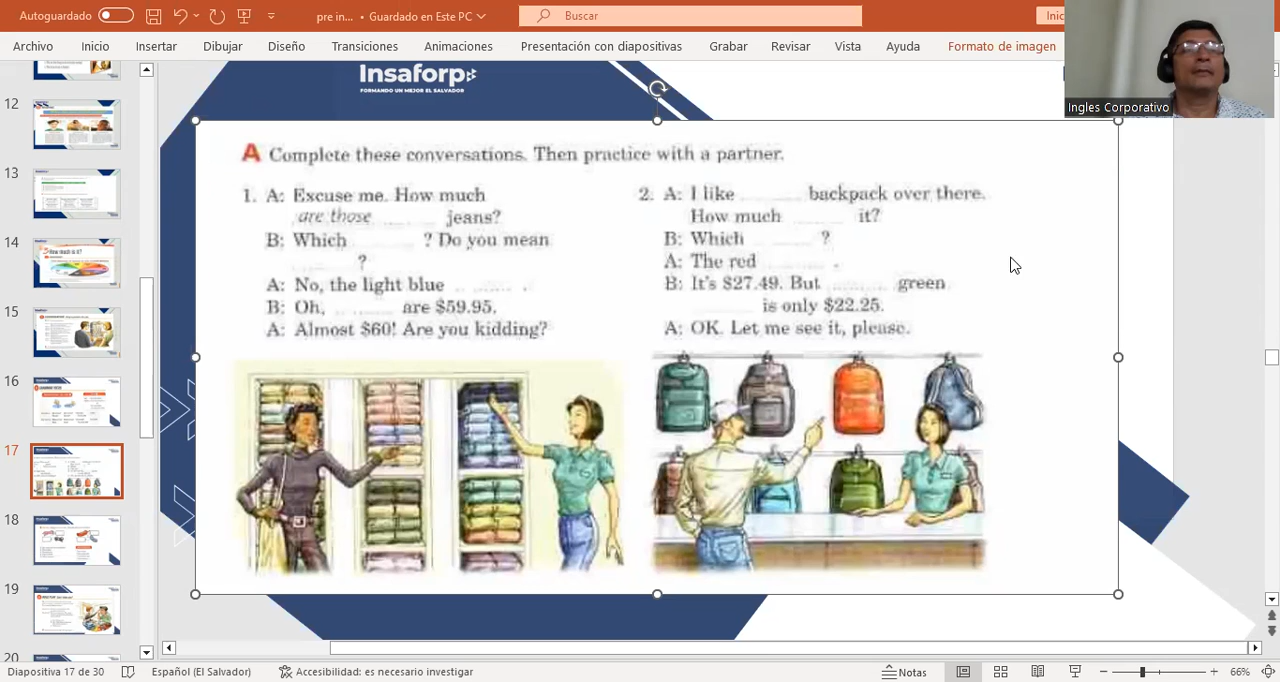 Autoguardado
pre in... • Guardado en Este PC
Buscar
Inic
Archivo Inicio Insertar Dibujar Diseño Transiciones Animaciones Presentación con diapositivas Grabar Revisar Vista Ayuda Formato de imagen
Ingles Corporativo
Insaforp
FORMANDO UN MEJOR EL SALVADOR
A Complete these conversations. Then practice with a partner.
1. A: Excuse me. How much
are those jeans?
B: Which ? Do you mean
?
A: No, the light blue .
B: Oh, are $59.95.
A: Almost $60! Are you kidding?
2. A: I like backpack over there.
How much it?
B: Which ?
A: The red .
B: It's $27.49. But green
is only $22.25.
A: OK. Let me see it, please.
12
13
14
15
16
17
18
19
20
Diapositiva 17 de 30
Español (El Salvador)
Accesibilidad: es necesario investigar
Notas
66%